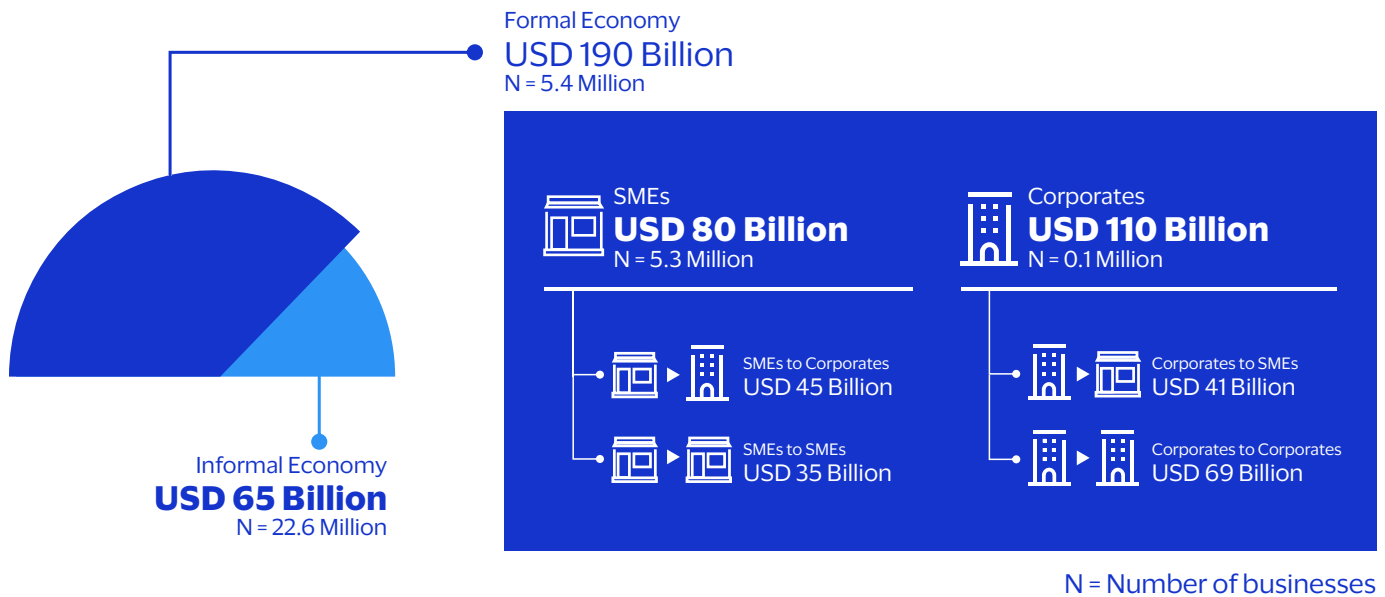 Formal Economy
USD 190 Billion
N = 5.4 Million
SMEs
USD 80 Billion
N = 5.3 Million
SMEs to Corporates
USD 45 Billion
SMEs to SMEs
USD 35 Billion
Corporates
USD 110 Billion
N = 0.1 Million
Corporates to SMEs
USD 41 Billion
Corporates to Corporates
USD 69 Billion
Informal Economy
USD 65 Billion
N = 22.6 Million
N = Number of businesses